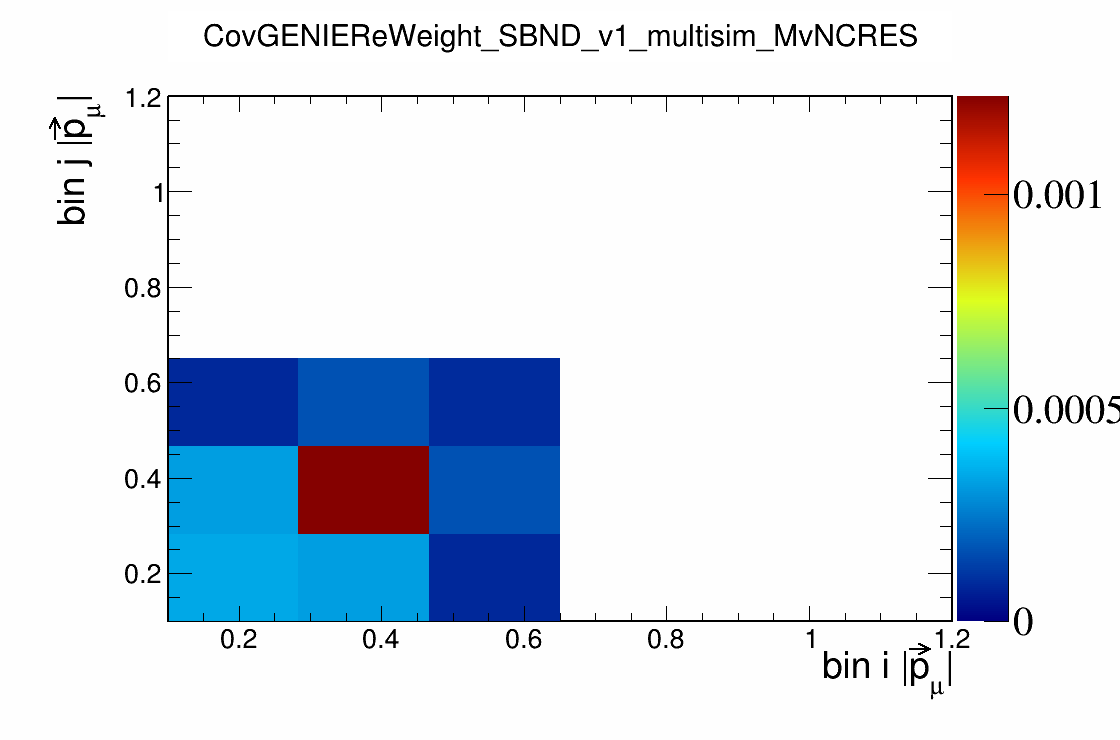 CovGENIEReWeight_SBND_v1_multisim_MvNCRES
bin j |p⃗μ|
1.2
1
0.8
0.6
0.4
0.2
0.2 0.4 0.6 0.8 1 1.2
bin i |p⃗μ|
0.001
0.0005
0